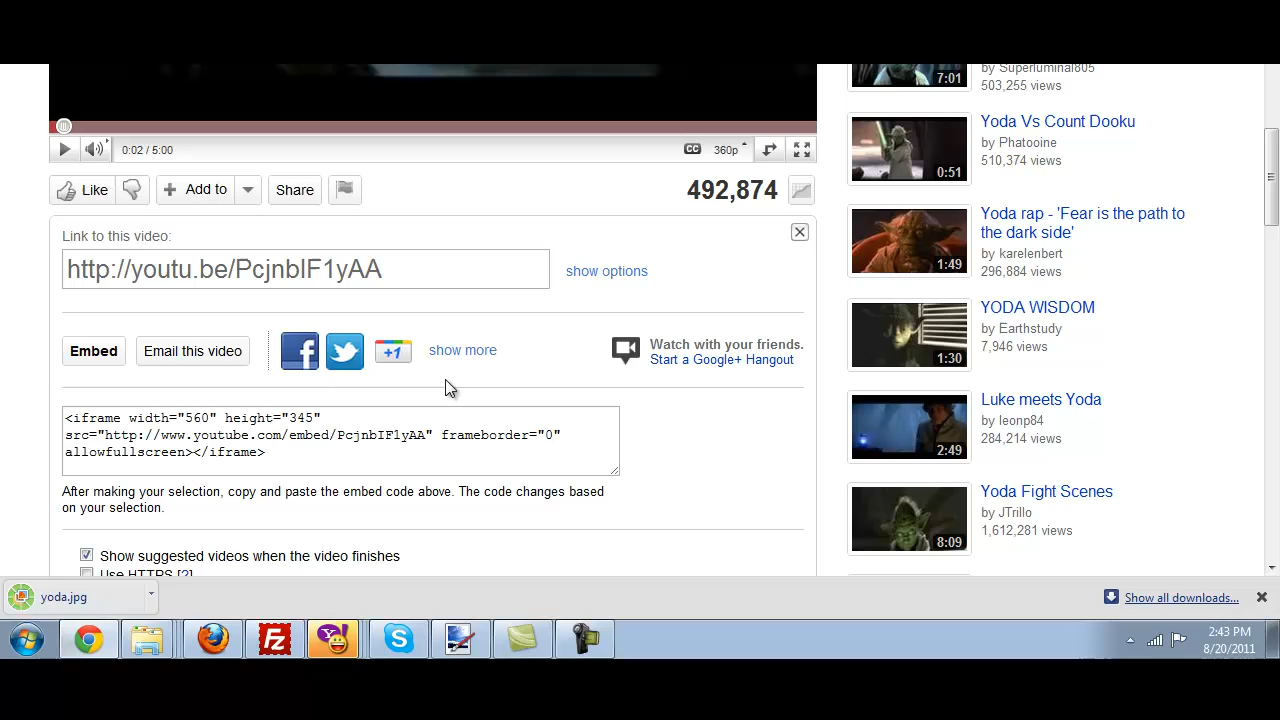 0:02 / 5:00
CC
360p
Like
Add to
Share
492,874
Link to this video:
http://youtu.be/PcjnbIF1yAA
show options
Embed
Email this video
f
+1
show more
Watch with your friends.
Start a Google+ Hangout
<iframe width="560" height="345"
src="http://www.youtube.com/embed/PcjnbIF1yAA" frameborder="0"
allowfullscreen></iframe>
After making your selection, copy and paste the embed code above. The code changes based
on your selection.
Show suggested videos when the video finishes
Use HTTPS [?]
7:01
by Superluminal805
503,255 views
0:51
Yoda Vs Count Dooku
by Phatooine
510,374 views
1:49
Yoda rap - 'Fear is the path to
the dark side'
by karelenbert
296,884 views
1:30
YODA WISDOM
by Earthstudy
7,946 views
2:49
Luke meets Yoda
by leonp84
284,214 views
8:09
Yoda Fight Scenes
by JTrillo
1,612,281 views
yoda.jpg
Show all downloads...
2:43 PM
8/20/2011